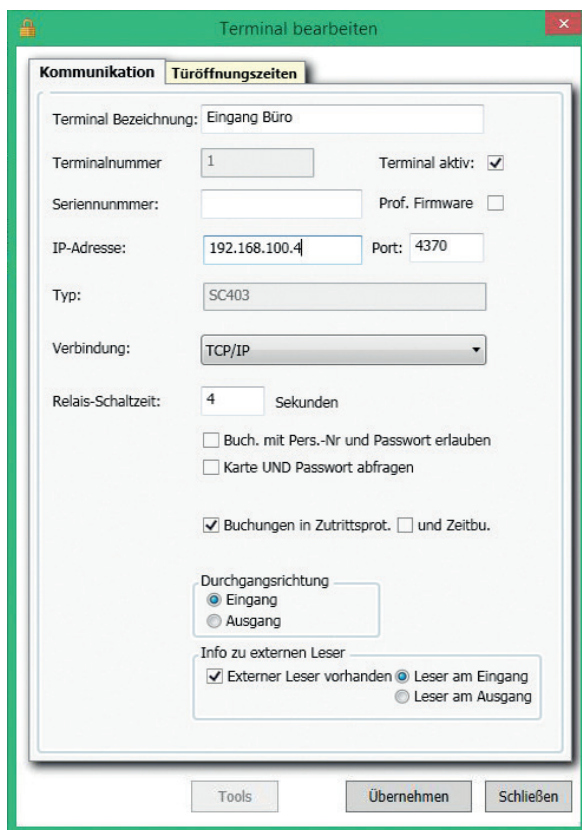 Terminal bearbeiten
Kommunikation Türöffnungszeiten
Terminal Bezeichnung: Eingang Büro
Terminalnummer 1 Terminal aktiv:
Seriennunmmer: Prof. Firmware
IP-Adresse: 192.168.100.4 Port: 4370
Typ: SC403
Verbindung: TCP/IP
Relais-Schaltzeit: 4 Sekunden
Buch. mit Pers.-Nr und Passwort erlauben
Karte UND Passwort abfragen
Buchungen in Zutrittsprot. und Zeitbu.
Durchgangsrichtung
Eingang
Ausgang
Info zu externen Leser
Externer Leser vorhanden Leser am Eingang
Leser am Ausgang
Tools Übernehmen Schließen